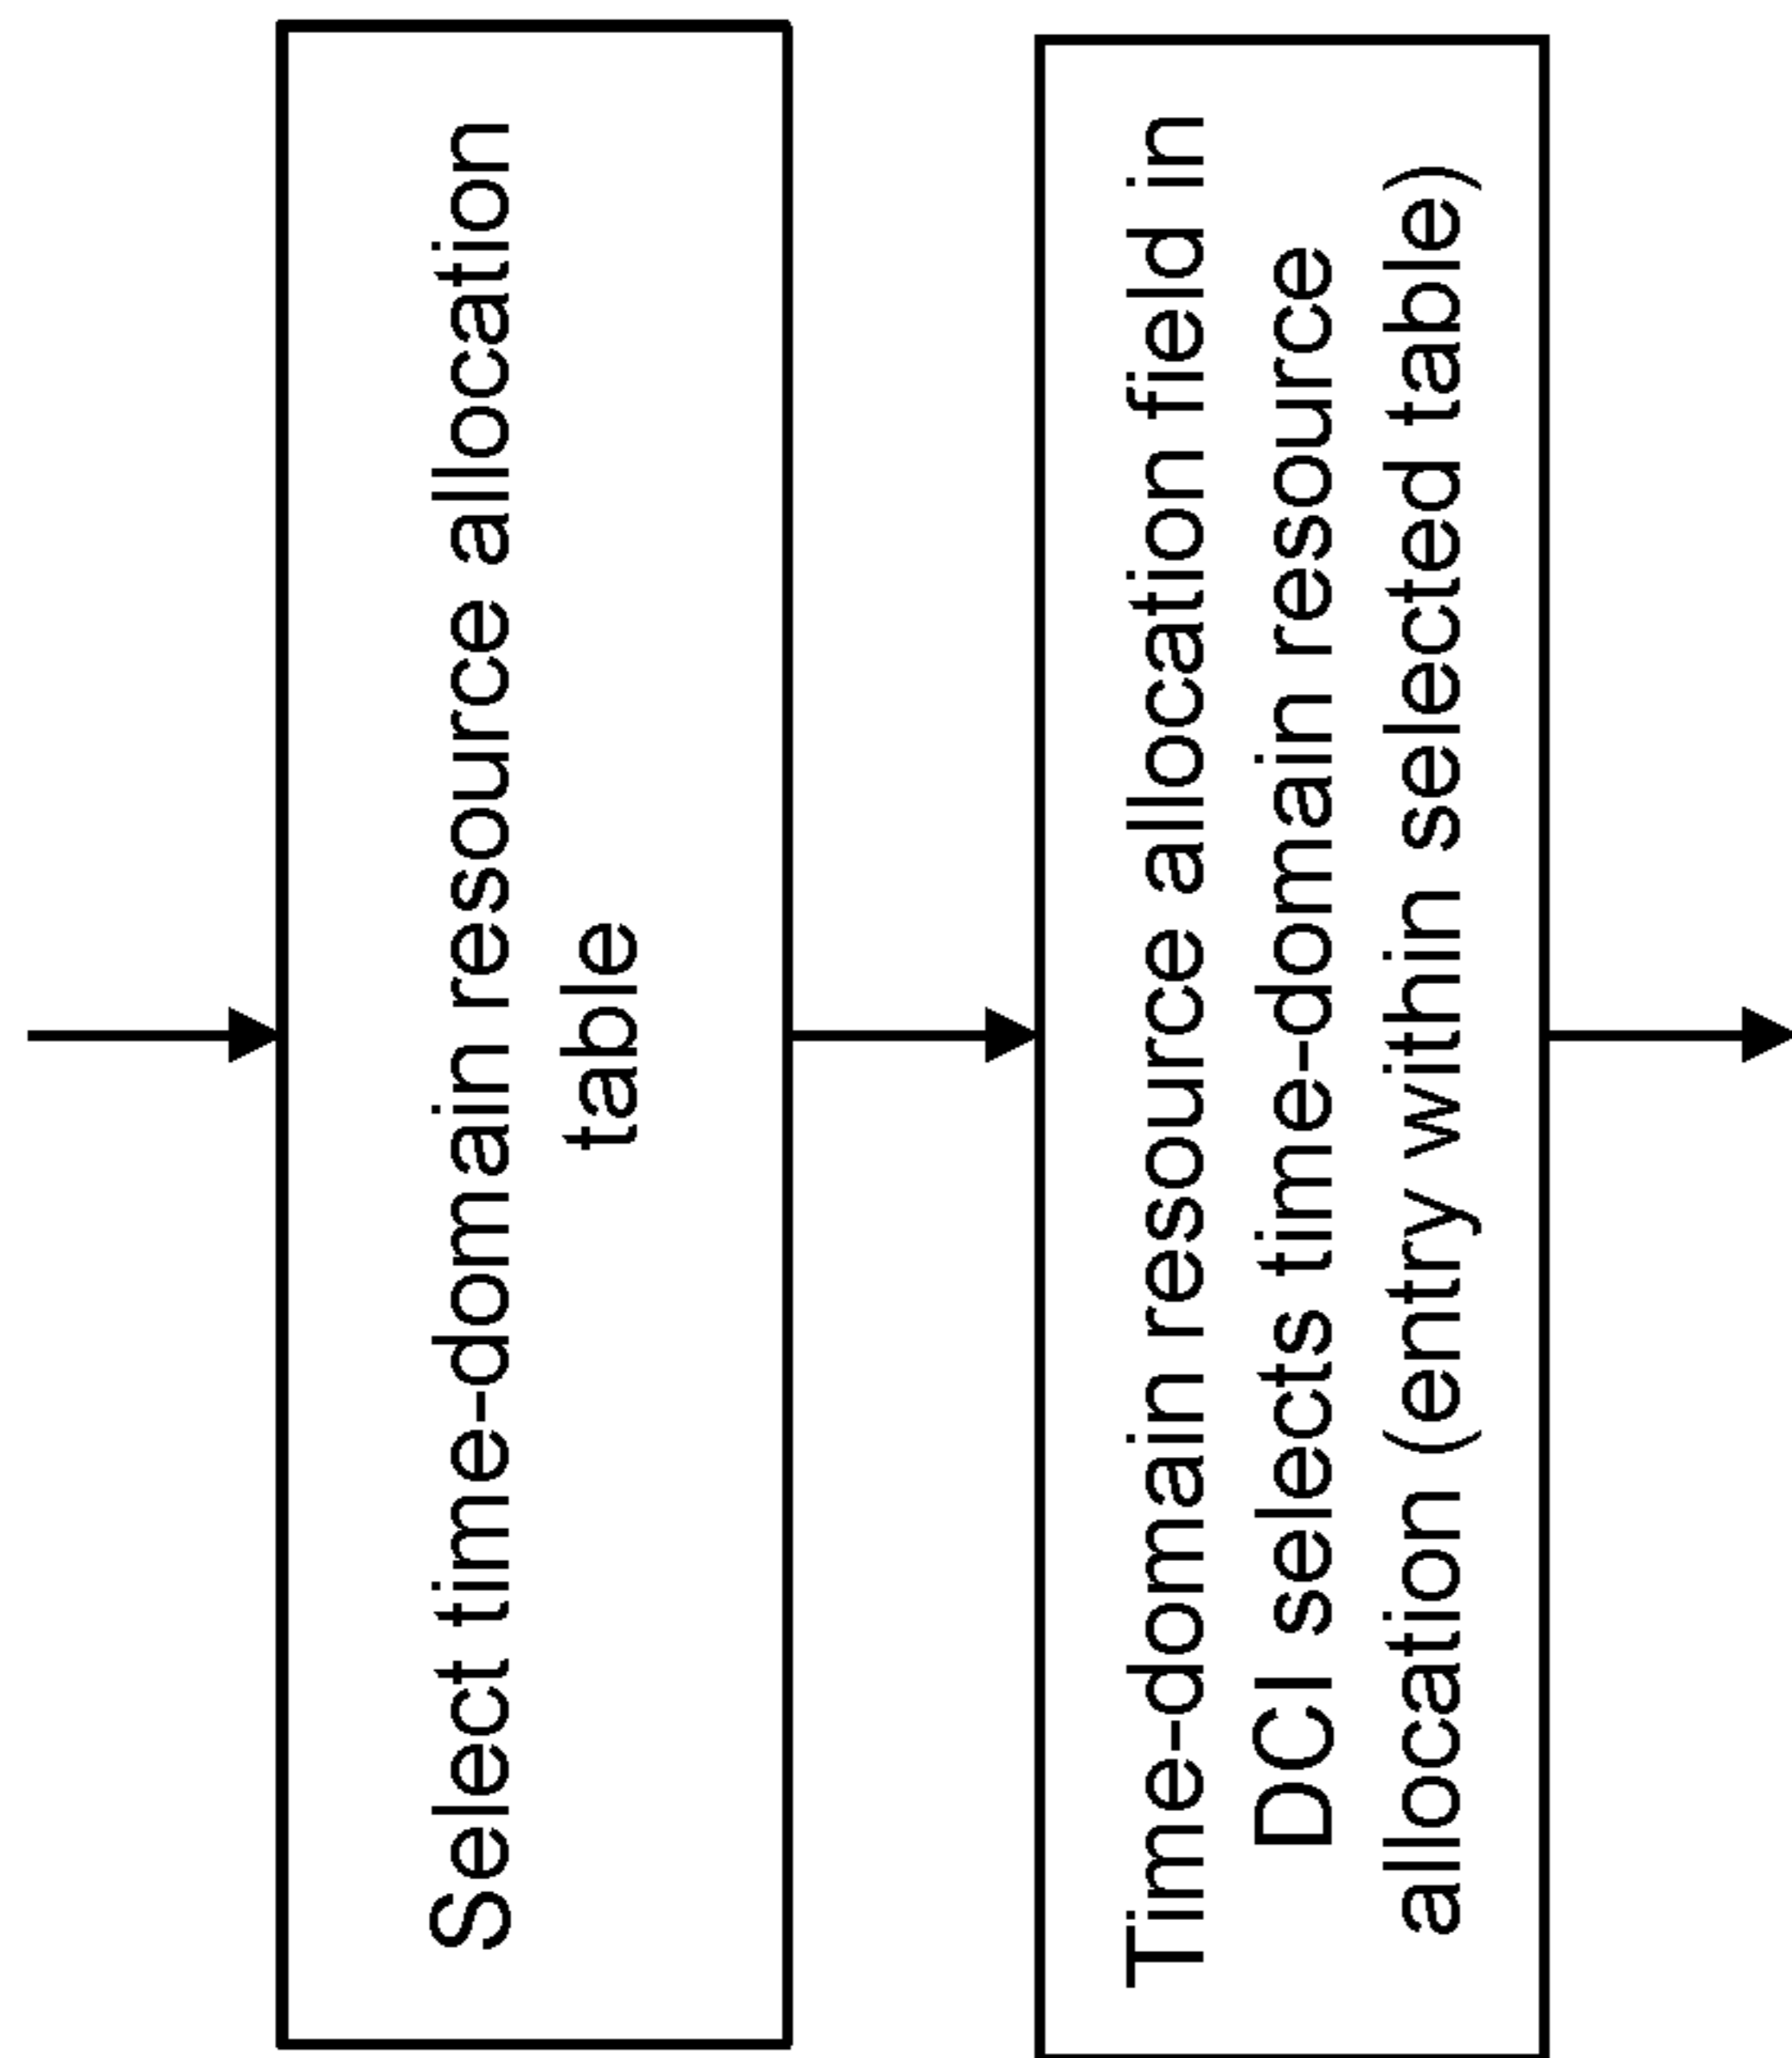 Select time-domain resource allocation
table
Time-domain resource allocation field in
DCI selects time-domain resource
allocation (entry within selected table)